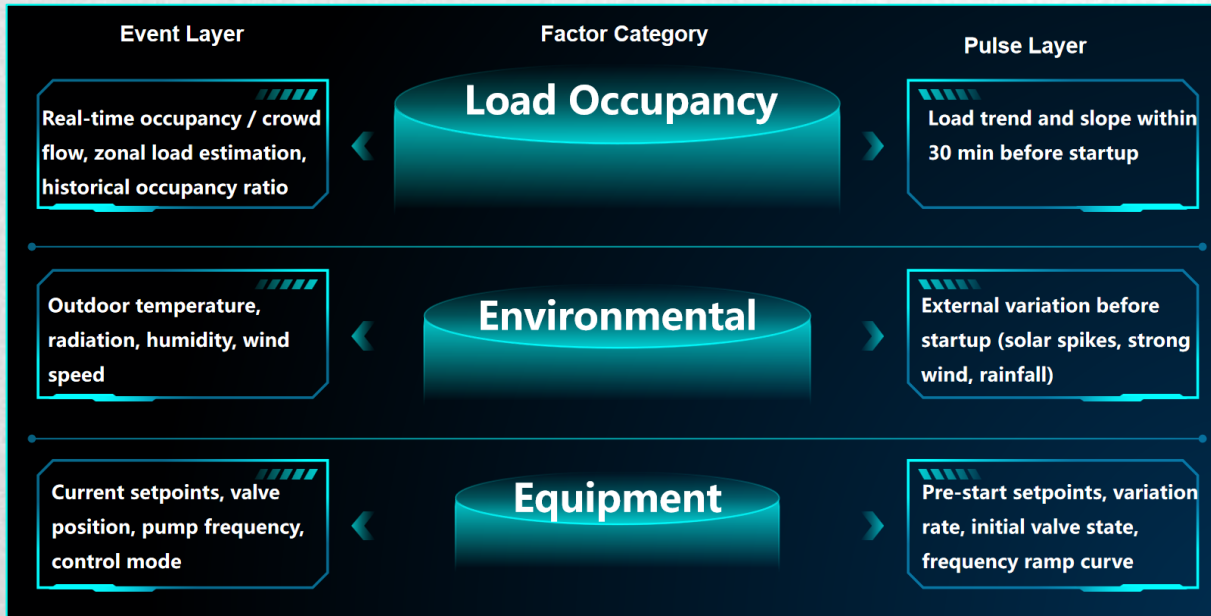 Event Layer
Factor Category
Pulse Layer
Real-time occupancy / crowd
flow, zonal load estimation,
historical occupancy ratio
Load Occupancy
Load trend and slope within
30 min before startup
Outdoor temperature,
radiation, humidity, wind
speed
Environmental
External variation before
startup (solar spikes, strong
wind, rainfall)
Current setpoints, valve
position, pump frequency,
control mode
Equipment
Pre-start setpoints, variation
rate, initial valve state,
frequency ramp curve